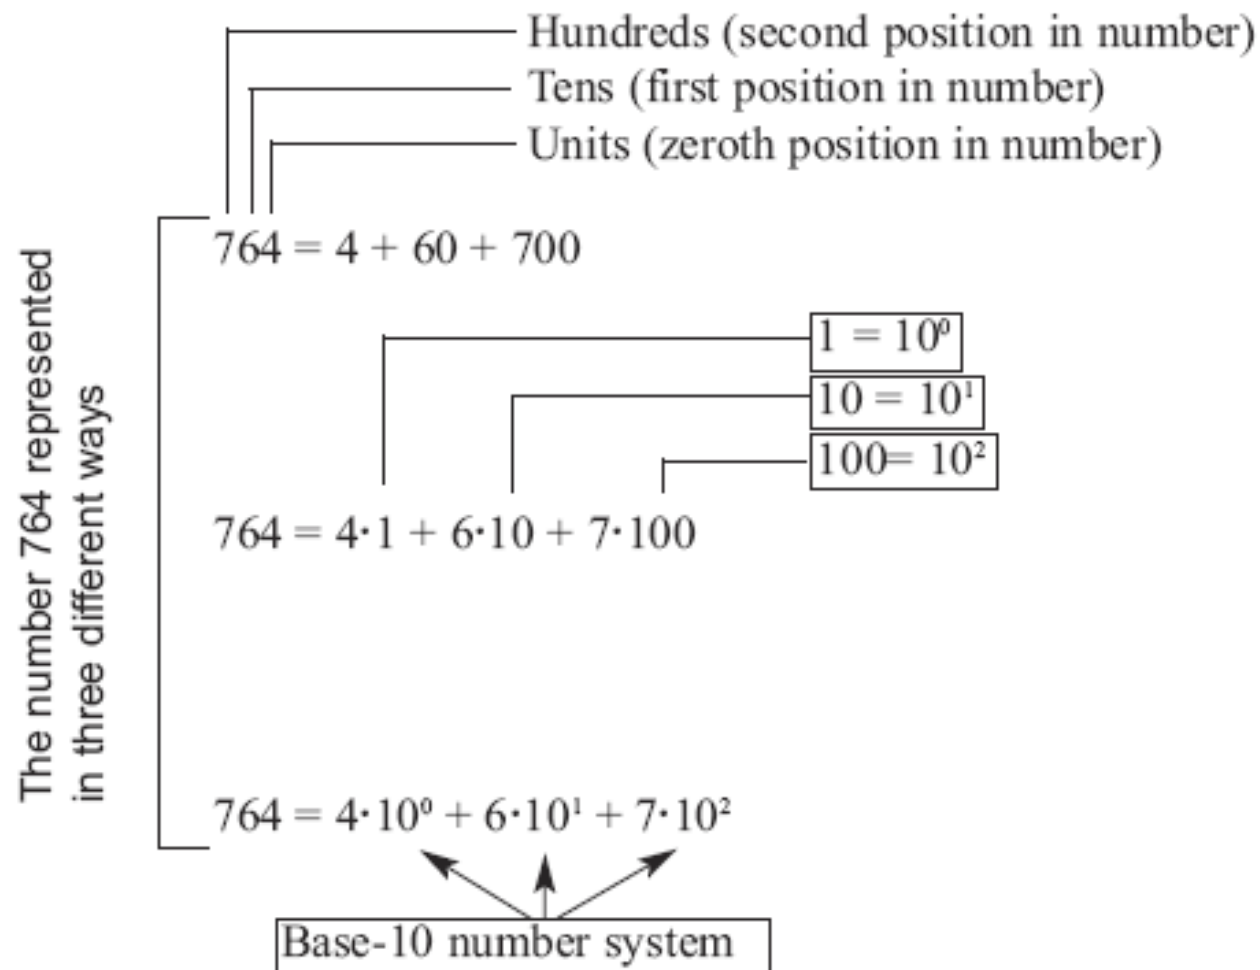 Hundreds (second position in number)
Tens (first position in number)
Units (zeroth position in number)
764 = 4 + 60 + 700
1 = 10⁰
10 = 10¹
100= 10²
764 = 4·1 + 6·10 + 7·100
764 = 4·10⁰ + 6·10¹ + 7·10²
Base-10 number system
The number 764 represented
in three different ways